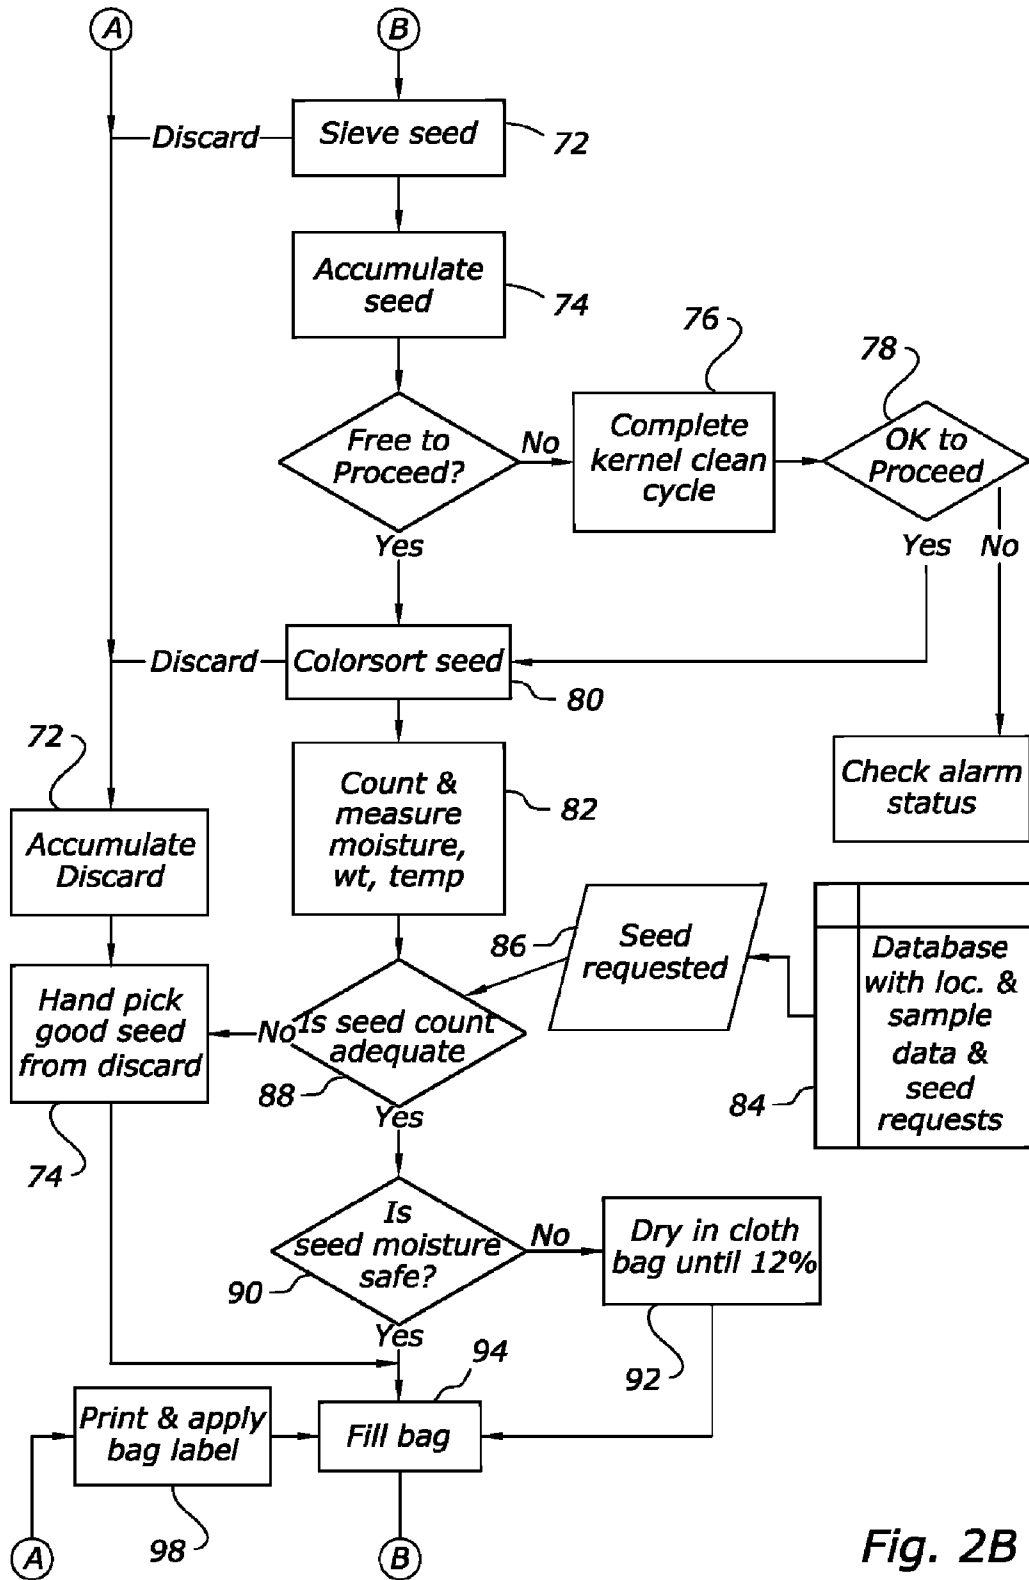 A
B
Discard
Sieve seed
72
Accumulate
seed
74
76
78
Free to
Proceed?
No
Complete
kernel clean
cycle
OK to
Proceed
Yes
Yes
No
Discard
Colorsort seed
80
72
Count &
measure
moisture,
wt, temp
82
Check alarm
status
Accumulate
Discard
86
Seed
requested
Database
with loc. &
sample
data &
seed
requests
84
Hand pick
good seed
from discard
No
Is seed count
adequate
88
Yes
74
Is
seed moisture
safe?
90
No
Dry in cloth
bag until 12%
92
Yes
94
Print & apply
bag label
98
Fill bag
A
B
Fig. 2B